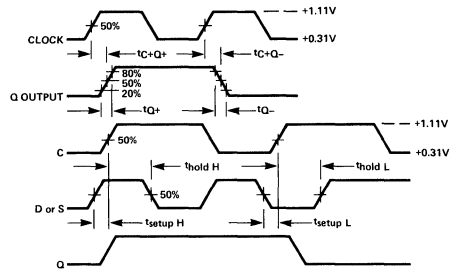 +1.11V
50%
CLOCK
+0.31V
tC+Q+
tC+Q–
80%
50%
20%
Q OUTPUT
tQ+
tQ–
+1.11V
50%
C
+0.31V
thold H
thold L
50%
D or S
tsetup H
tsetup L
Q